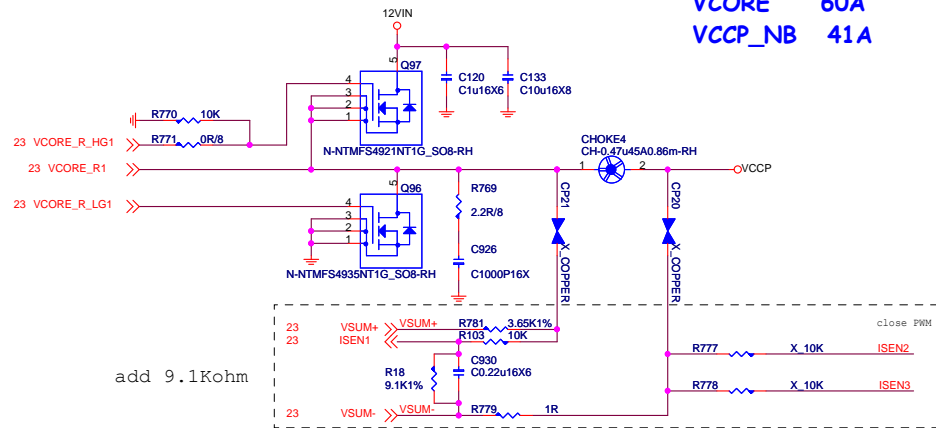 VCORE 60A
VCCP_NB 41A
12VIN
5
Q97
4
3
2
1
C120
C1u16X6
C133
C10u16X8
R770 10K
23 VCORE_R_HG1
R771 0R/8
N-NTMFS4921NT1G_SO8-RH
CHOKE4
CH-0.47u45A0.86m-RH
23 VCORE_R1
1 2
VCCP
5
Q96
23 VCORE_R_LG1
4
3
2
1
R769
2.2R/8
CP21
CP20
C926
C1000P16X
N-NTMFS4935NT1G_SO8-RH
X_COPPER
X_COPPER
close PWM
23 VSUM+ VSUM+ R781 3.65K1%
23 ISEN1 R103 10K
R777 X_10K ISEN2
add 9.1Kohm
R18
9.1K1%
C930
C0.22u16X6
R778 X_10K ISEN3
23 VSUM- VSUM- R779 1R